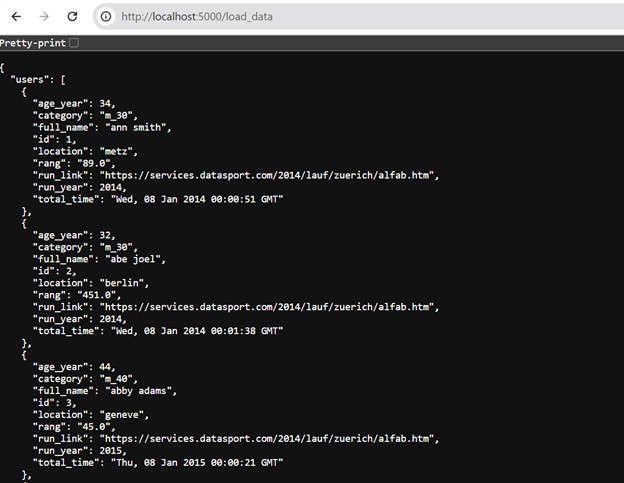 http://localhost:5000/load_data
Pretty-print
{
"users": [
{
"age_year": 34,
"category": "m_30",
"full_name": "ann smith",
"id": 1,
"location": "metz",
"rang": "89.0",
"run_link": "https://services.datasport.com/2014/lauf/zuerich/alfab.htm",
"run_year": 2014,
"total_time": "Wed, 08 Jan 2014 00:00:51 GMT"
},
{
"age_year": 32,
"category": "m_30",
"full_name": "abe joel",
"id": 2,
"location": "berlin",
"rang": "451.0",
"run_link": "https://services.datasport.com/2014/lauf/zuerich/alfab.htm",
"run_year": 2014,
"total_time": "Wed, 08 Jan 2014 00:01:38 GMT"
},
{
"age_year": 44,
"category": "m_40",
"full_name": "abby adams",
"id": 3,
"location": "geneve",
"rang": "45.0",
"run_link": "https://services.datasport.com/2014/lauf/zuerich/alfab.htm",
"run_year": 2015,
"total_time": "Thu, 08 Jan 2015 00:00:21 GMT"
},